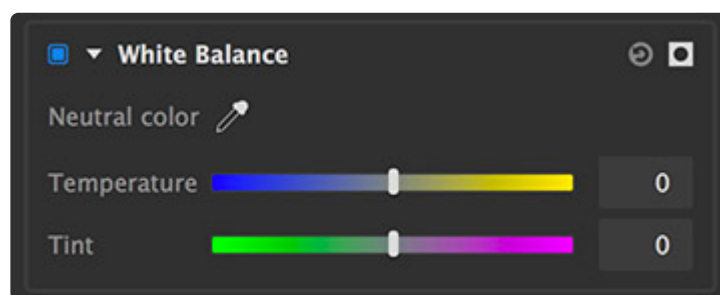 White Balance
Neutral color
Temperature 0
Tint 0